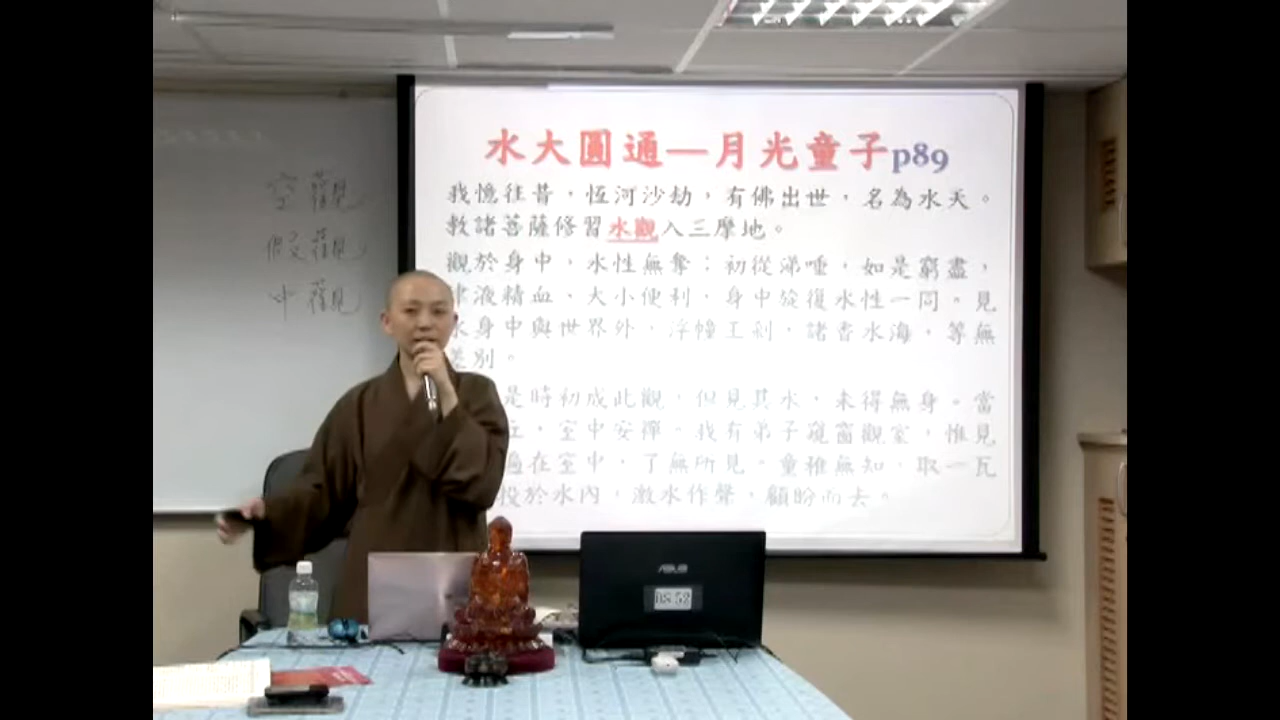 空觀
假觀
中觀
水大圓通—月光童子p89
我憶往昔，恆河沙劫，有佛出世，名為水天。
教諸菩薩修習水觀入三摩地。
觀於身中，水性無奪：初從涕唾，如是窮盡，
津液精血，大小便利，身中旋復水性一同。見
水身中與世界外，浮幢王剎，諸香水海，等無
差別。
是時初成此觀，但見其水，未得無身。當
丘，室中安禪。我有弟子窺窗觀室，惟見
遍在室中，了無所見。童稚無知，取一瓦
投於水內，激水作聲，顧盼而去。
ASUS
08:52